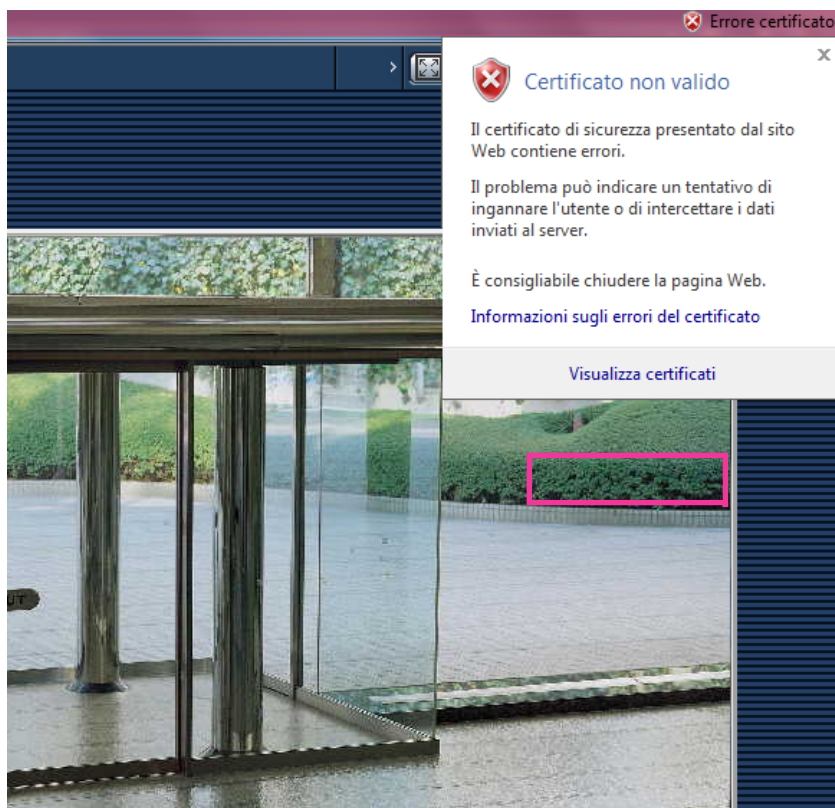 Errore certificato
Certificato non valido
Il certificato di sicurezza presentato dal sito
Web contiene errori.
Il problema può indicare un tentativo di
ingannare l'utente o di intercettare i dati
inviati al server.
È consigliabile chiudere la pagina Web.
Informazioni sugli errori del certificato
Visualizza certificati